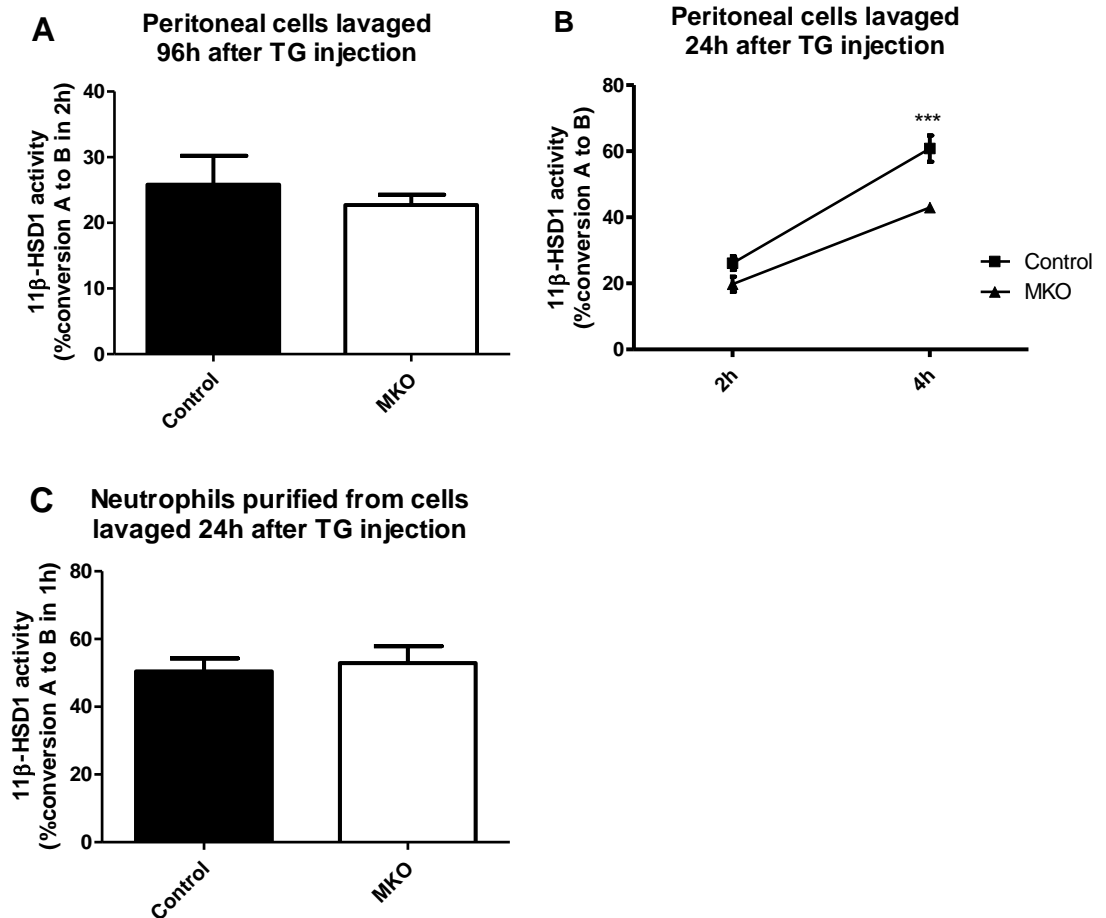 A
Peritoneal cells lavaged
96h after TG injection
11β-HSD1 activity
(%conversion A to B in 2h)
40
30
20
10
0
Control
MKO
B
Peritoneal cells lavaged
24h after TG injection
11β-HSD1 activity
(%conversion A to B)
80
60
40
20
0
***
2h
4h
Control
MKO
C
Neutrophils purified from cells
lavaged 24h after TG injection
11β-HSD1 activity
(%conversion A to B in 1h)
80
60
40
20
0
Control
MKO